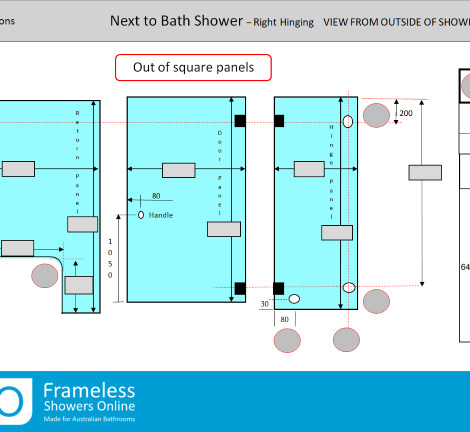 ons
Next to Bath Shower – Right Hinging VIEW FROM OUTSIDE OF SHOWE
Out of square panels
Return Panel
Door Panel
Hinge Panel
200
80
Handle
1050
30
80
64
Frameless
Showers Online
Made for Australian Bathrooms